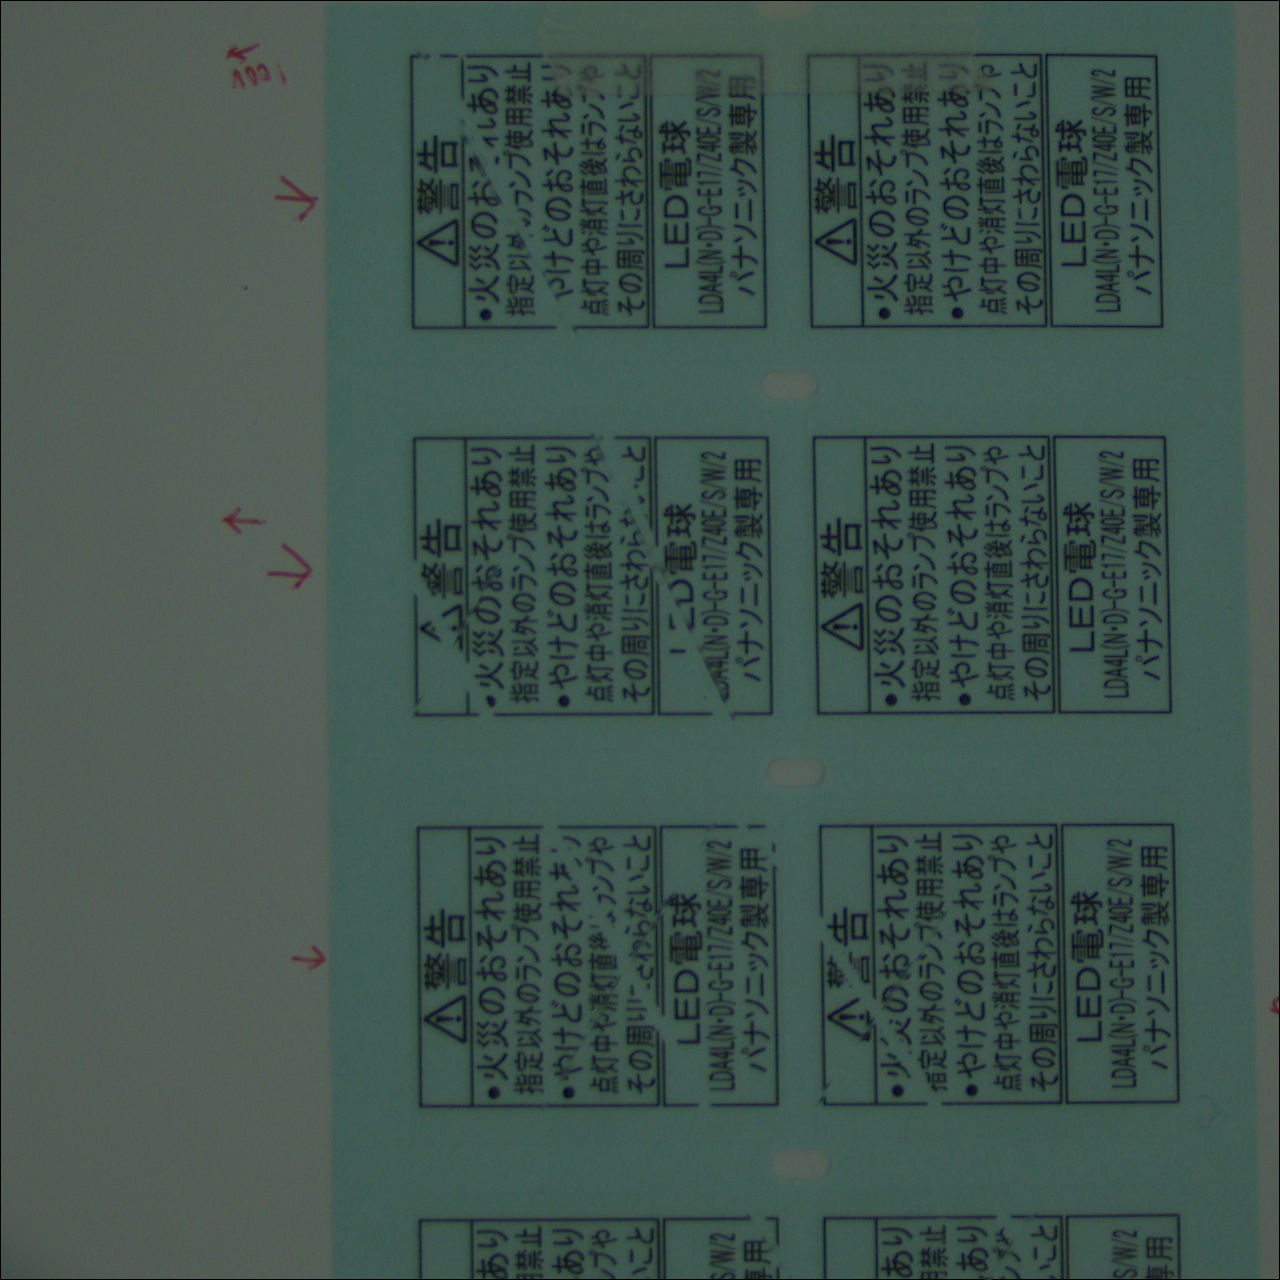 ⚠警告
•火災のおそれあり
指定以外のランプ使用禁止
やけどのおそれあり
点灯中や消灯直後はランプや
その周りにさわらないこと
LED電球
LDA4L(N・D)-G-E17/Z40E/S/W/2
パナソニック製専用
⚠警告
•火災のおそれあり
指定以外のランプ使用禁止
•やけどのおそれあり
点灯中や消灯直後はランプや
その周りにさわらないこと
LED電球
LDA4L(N・D)-G-E17/Z40E/S/W/2
パナソニック製専用
警告
•火災のおそれあり
指定以外のランプ使用禁止
•やけどのおそれあり
点灯中や消灯直後はランプや
その周りにさわらないこと
LED電球
LDA4L(N・D)-G-E17/Z40E/S/W/2
パナソニック製専用
⚠警告
•火災のおそれあり
指定以外のランプ使用禁止
•やけどのおそれあり
点灯中や消灯直後はランプや
その周りにさわらないこと
LED電球
LDA4L(N・D)-G-E17/Z40E/S/W/2
パナソニック製専用
⚠警告
•火災のおそれあり
指定以外のランプ使用禁止
•やけどのおそれあり
点灯中や消灯直後はランプや
その周りにさわらないこと
LED電球
LDA4L(N・D)-G-E17/Z40E/S/W/2
パナソニック製専用
⚠警告
•火災のおそれあり
指定以外のランプ使用禁止
•やけどのおそれあり
点灯中や消灯直後はランプや
その周りにさわらないこと
LED電球
LDA4L(N・D)-G-E17/Z40E/S/W/2
パナソニック製専用
あり
用禁止
あり
ンプや
いこと
S/W/2
専用
あり
用禁止
あり
ンプや
いこと
S/W/2
専用